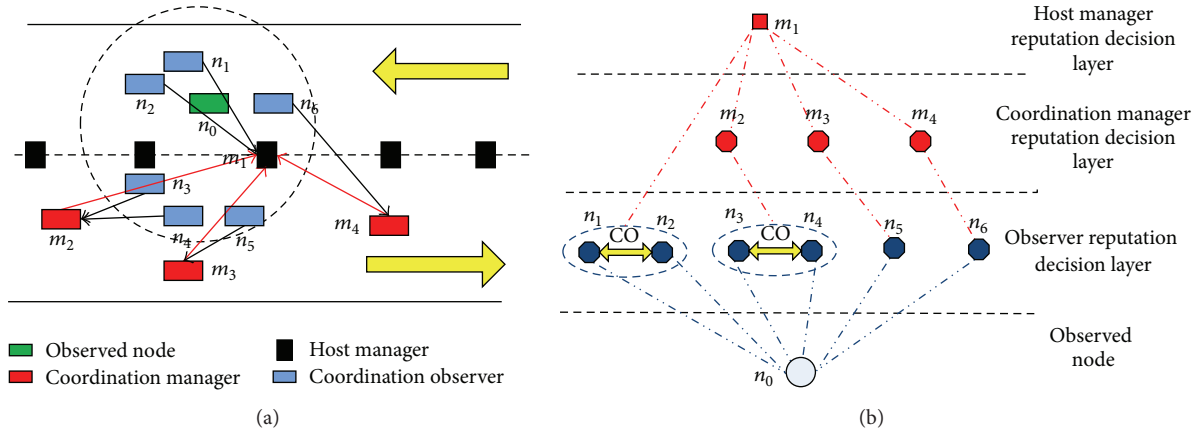 n1
n2
n6
n0
m1
n3
n4
n5
m2
m3
m4
Observed node
Host manager
Coordination manager
Coordination observer
(a)
m1
Host manager
reputation decision
layer
m2
m3
m4
Coordination manager
reputation decision
layer
n1
n2
n3
n4
n5
n6
CO
CO
Observer reputation
decision layer
n0
Observed
node
(b)